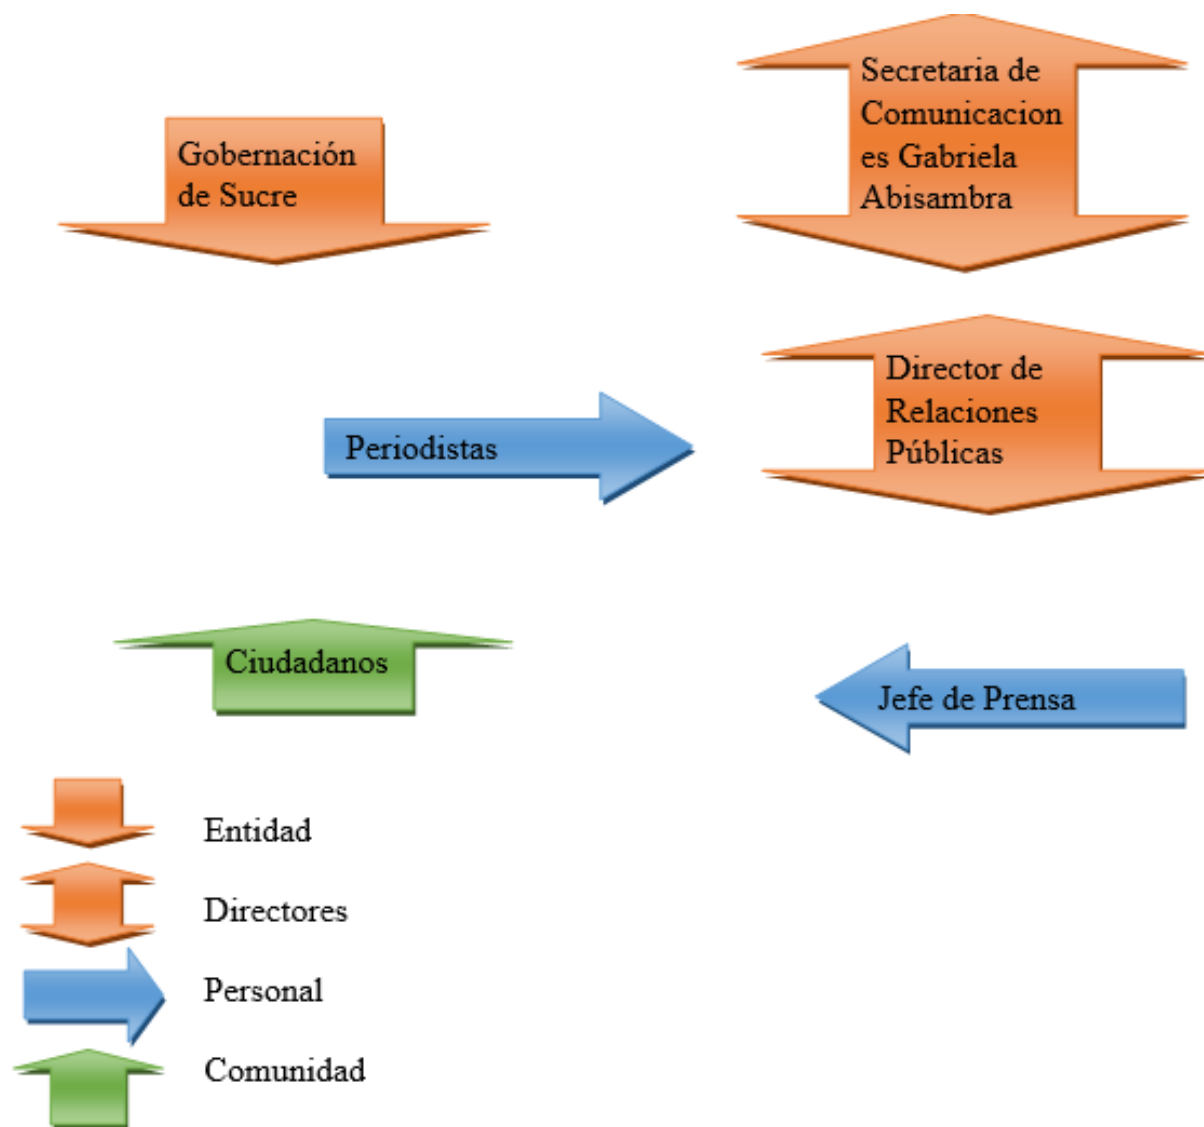 Gobernación
de Sucre
Secretaria de
Comunicacion
es Gabriela
Abisambra
Director de
Relaciones
Públicas
Periodistas
Ciudadanos
Jefe de Prensa
Entidad
Directores
Personal
Comunidad